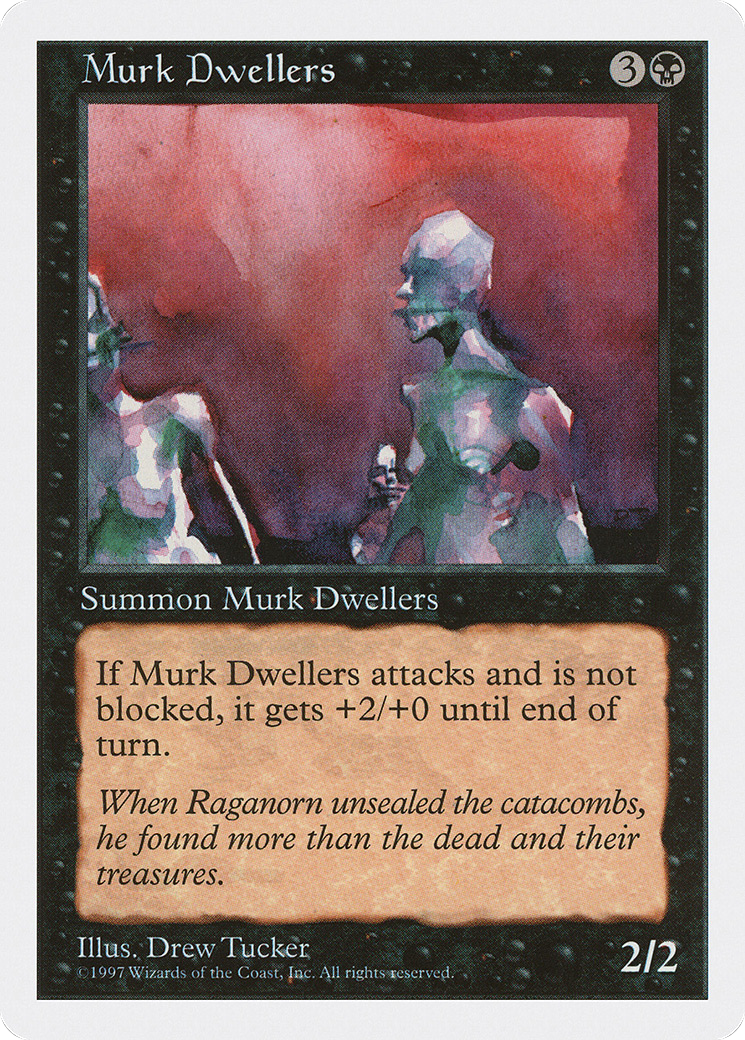 Murk Dwellers 3
Summon Murk Dwellers
If Murk Dwellers attacks and is not
blocked, it gets +2/+0 until end of
turn.
When Raganorn unsealed the catacombs,
he found more than the dead and their
treasures.
Illus. Drew Tucker
©1997 Wizards of the Coast, Inc. All rights reserved.
2/2